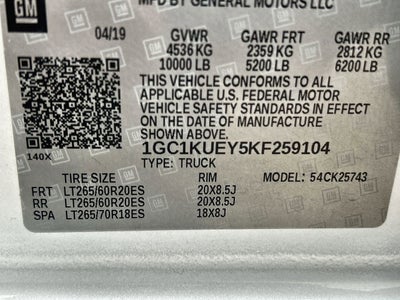 GM
MFD BY GENERAL MOTORS LLC
04/19 GVWR GAWR FRT GAWR RR
4536 KG 2359 KG 2812 KG
10000 LB 5200 LB 6200 LB
THIS VEHICLE CONFORMS TO ALL
APPLICABLE U.S. FEDERAL MOTOR
VEHICLE SAFETY STANDARDS IN EFFECT
ON THE DATE OF MANUFACTURE
SHOWN ABOVE.
140X 1GC1KUEY5KF259104
TYPE: TRUCK
TIRE SIZE RIM MODEL: 54CK25743
FRT LT265/60R20ES 20X8.5J
RR LT265/60R20ES 20X8.5J
SPA LT265/70R18ES 18X8J